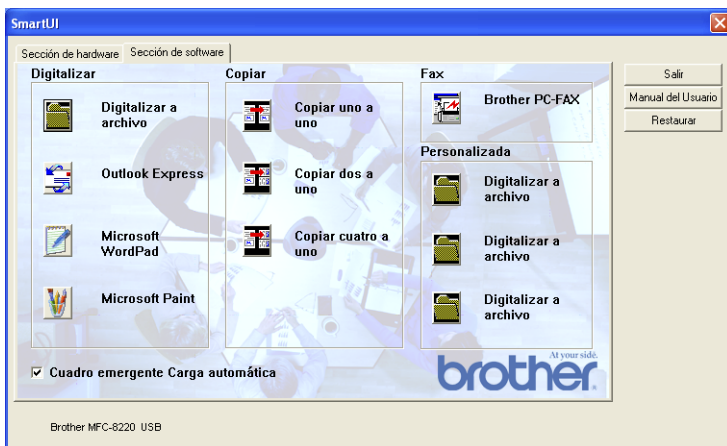 SmartUI
Sección de hardware
Sección de software
Digitalizar
Digitalizar a
archivo
Outlook Express
Microsoft
WordPad
Microsoft Paint
Copiar
Copiar uno a
uno
Copiar dos a
uno
Copiar cuatro a
uno
Fax
Brother PC-FAX
Personalizada
Digitalizar a
archivo
Digitalizar a
archivo
Digitalizar a
archivo
Salir
Manual del Usuario
Restaurar
Cuadro emergente Carga automática
At your side.
brother
Brother MFC-8220 USB